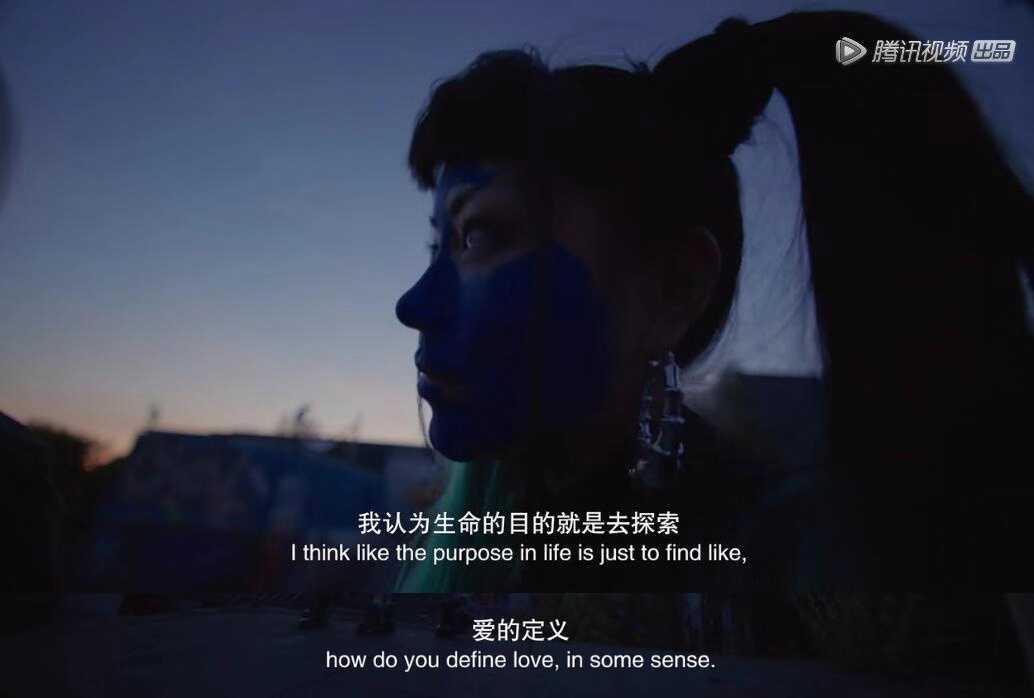 腾讯视频 出品
我认为生命的目的就是去探索
I think like the purpose in life is just to find like,
爱的定义
how do you define love, in some sense.